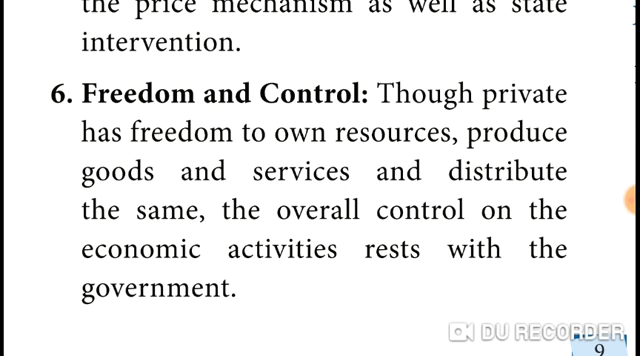 the price mechanism as well as state
intervention.
6. Freedom and Control: Though private
has freedom to own resources, produce
goods and services and distribute
the same, the overall control on the
economic activities rests with the
government.
DU RECORDER
9